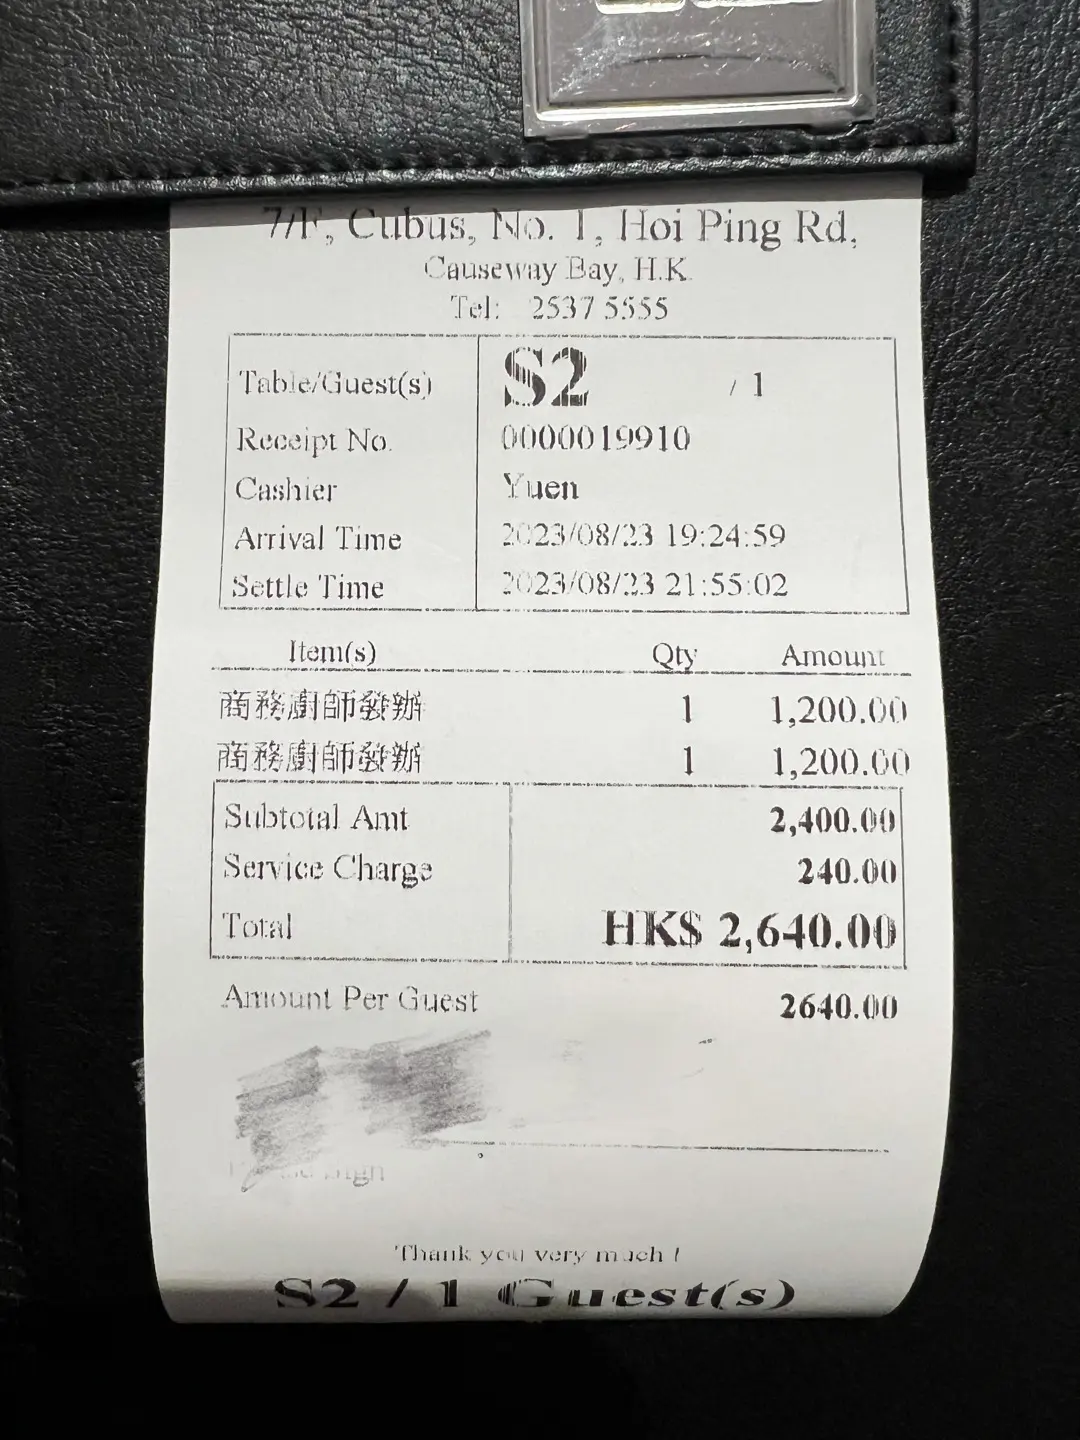 7/F, Cubus, No. 1, Hoi Ping Rd,
Causeway Bay, H.K.
Tel: 2537 5555
Table/Guest(s) S2 / 1
Receipt No. 0000019910
Cashier Yuen
Arrival Time 2023/08/23 19:24:59
Settle Time 2023/08/23 21:55:02
Item(s) Qty Amount
商務廚師發辦 1 1,200.00
商務廚師發辦 1 1,200.00
Subtotal Amt 2,400.00
Service Charge 240.00
Total HK$ 2,640.00
Amount Per Guest 2640.00
Thank you very much !
S2 / 1 Guest(s)